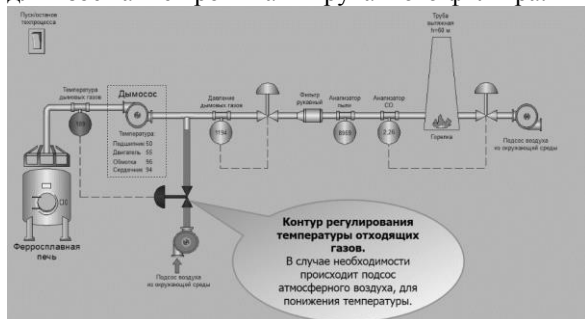 Пуск/останов
техпроцесса
Температура
дымовых газов
Дымосос
Температура:
Подшипник 53
Двигатель 55
Обмотка 56
Сердечник 54
Давление
дымовых газов
1194
Фильтр
рукавный
Анализатор
пыли
Анализатор
CO
2,26
Труба
вытяжная
h=60 м
Горелка
Подсос воздуха
из окружающей среды
Ферросплавная
печь
Подсос воздуха
из окружающей среды
Контур регулирования
температуры отходящих
газов.
В случае необходимости
происходит подсос
атмосферного воздуха, для
понижения температуры.